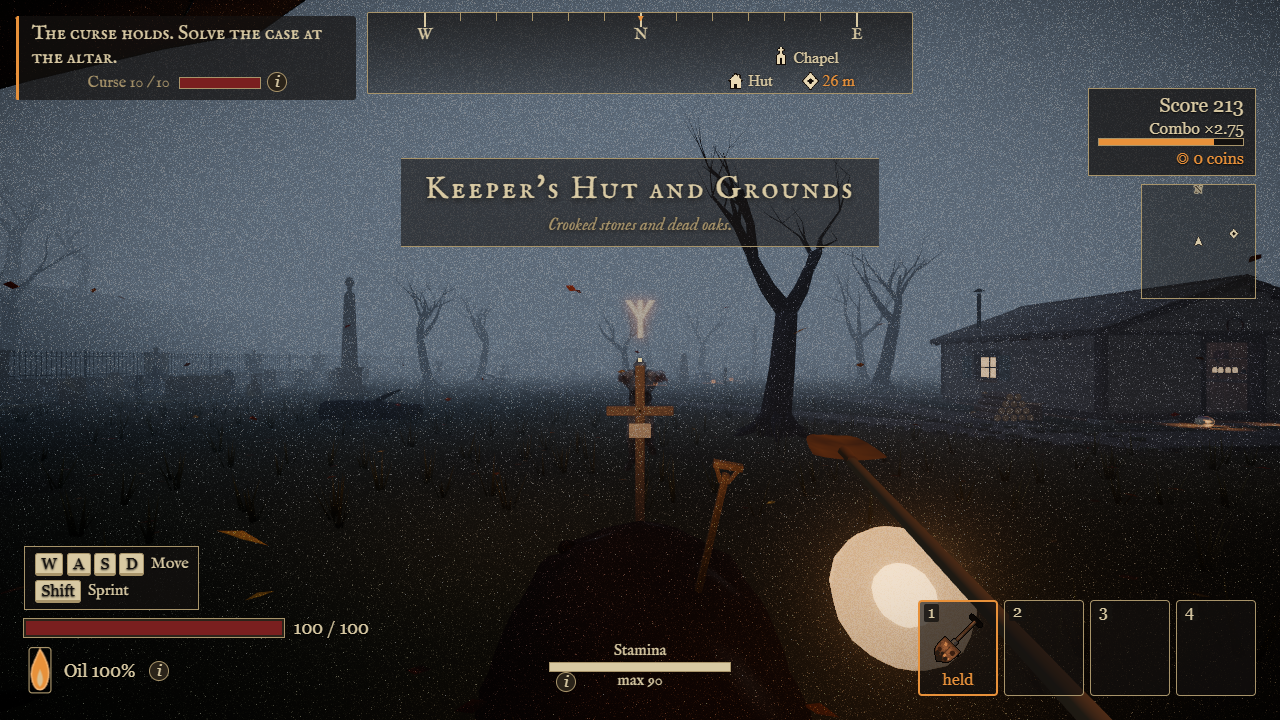 The curse holds. Solve the case at
the altar.
Curse 10 / 10 i
W N E
Chapel
Hut 26 m
Score 213
Combo ×2.75
0 coins
N
Keeper's Hut and Grounds
Crooked stones and dead oaks.
W A S D Move
Shift Sprint
100 / 100
Oil 100% i
Stamina
i max 90
1 2 3 4
held